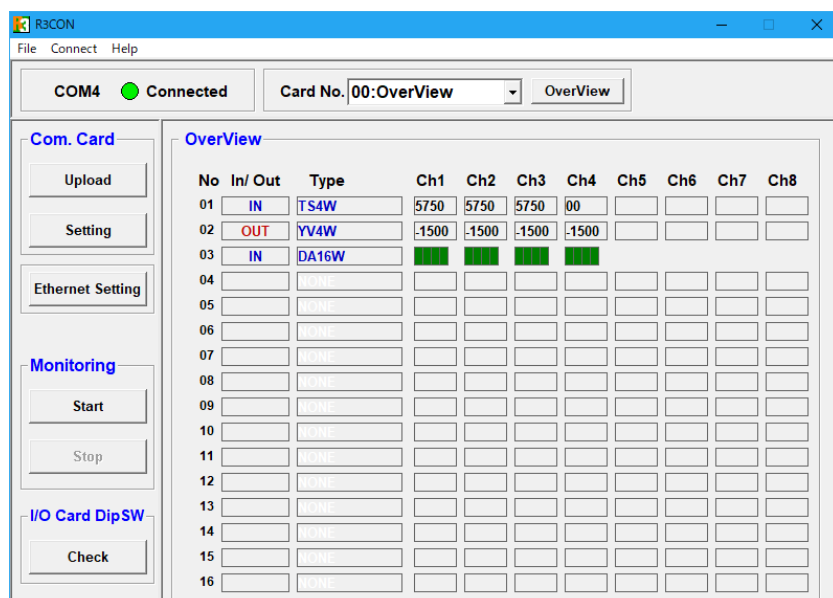 R3CON
File Connect Help
COM4 Connected Card No. 00:OverView OverView
Com. Card
Upload
Setting
Ethernet Setting
Monitoring
Start
Stop
I/O Card DipSW
Check
OverView
No In/ Out Type Ch1 Ch2 Ch3 Ch4 Ch5 Ch6 Ch7 Ch8
01 IN TS4W 5750 5750 5750 00
02 OUT YV4W -1500 -1500 -1500 -1500
03 IN DA16W
04 NONE
05 NONE
06 NONE
07 NONE
08 NONE
09 NONE
10 NONE
11 NONE
12 NONE
13 NONE
14 NONE
15 NONE
16 NONE